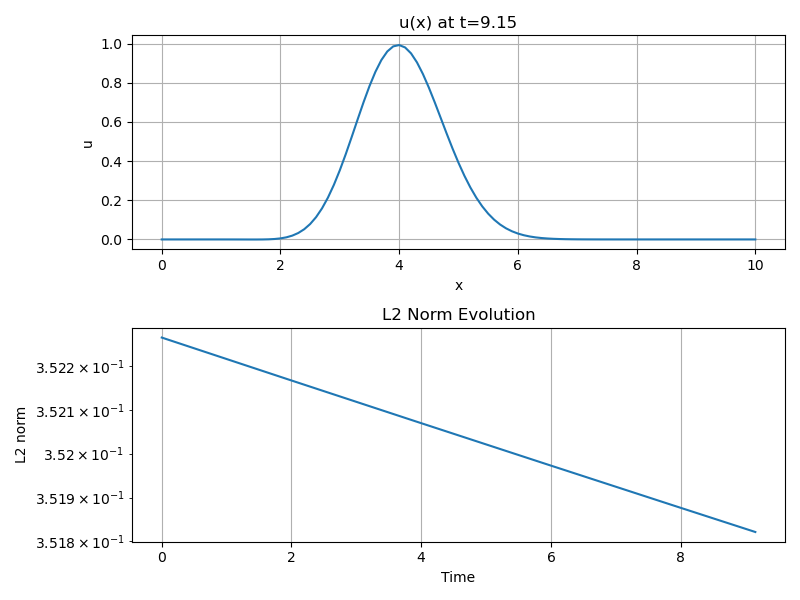 u(x) at t=9.15
1.0
0.8
0.6
0.4
0.2
0.0
u
0 2 4 6 8 10
x
L2 Norm Evolution
3.522 × 10⁻¹
3.521 × 10⁻¹
3.52 × 10⁻¹
3.519 × 10⁻¹
3.518 × 10⁻¹
L2 norm
0 2 4 6 8
Time